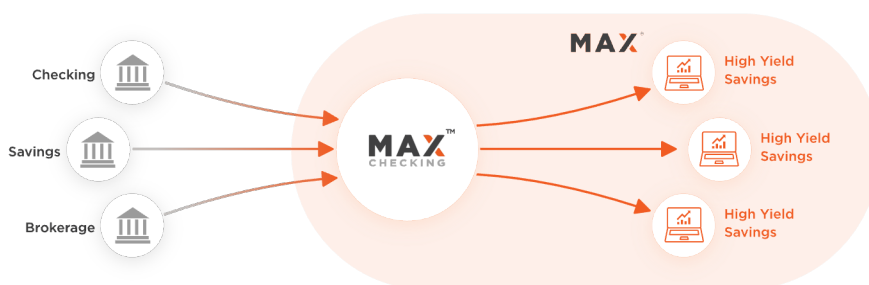 Checking
Savings
Brokerage
MAX™
CHECKING
MAX
High Yield
Savings
High Yield
Savings
High Yield
Savings